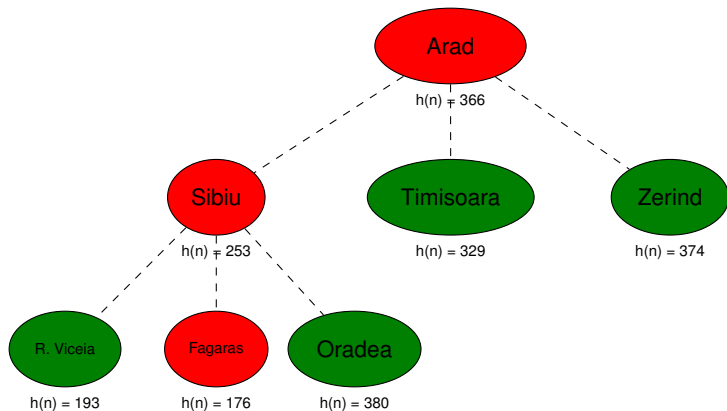 Arad
h(n) = 366
Sibiu
Timisoara
Zerind
h(n) = 253
h(n) = 329
h(n) = 374
R. Viceia
Fagaras
Oradea
h(n) = 193
h(n) = 176
h(n) = 380